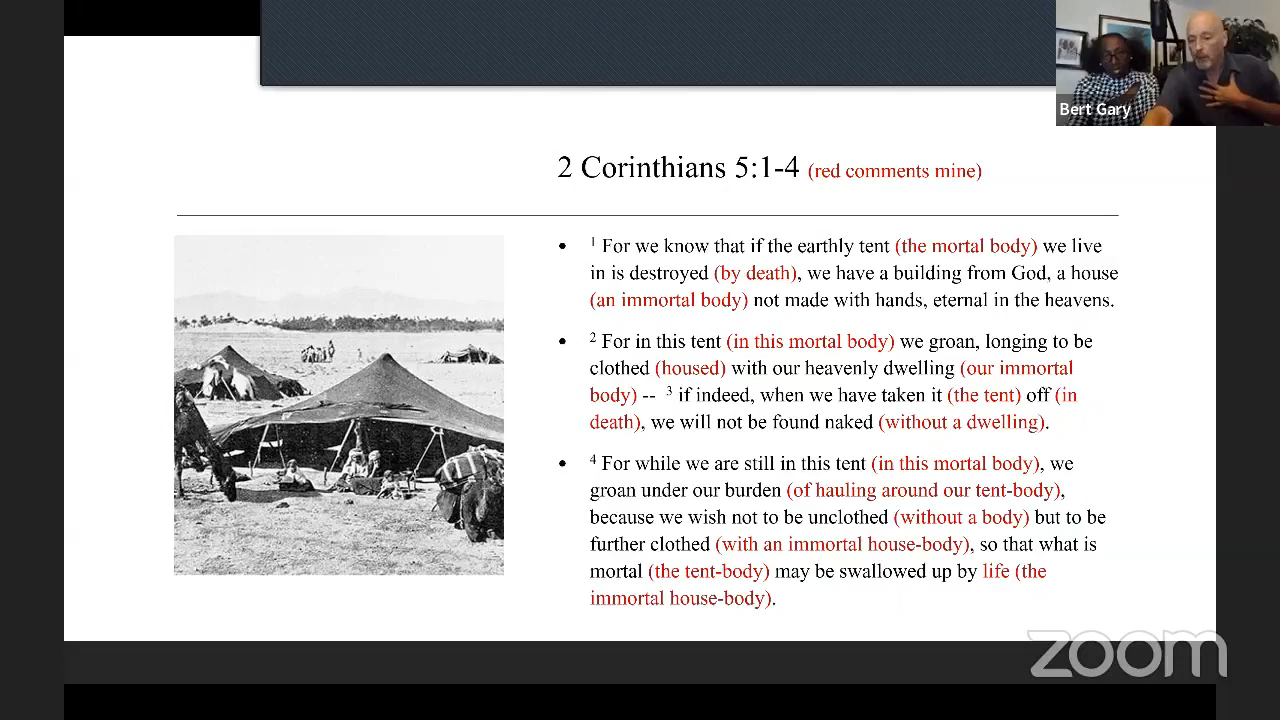 Bert Gary
2 Corinthians 5:1-4 (red comments mine)
• ¹ For we know that if the earthly tent (the mortal body) we live
in is destroyed (by death), we have a building from God, a house
(an immortal body) not made with hands, eternal in the heavens.
• ² For in this tent (in this mortal body) we groan, longing to be
clothed (housed) with our heavenly dwelling (our immortal
body) -- ³ if indeed, when we have taken it (the tent) off (in
death), we will not be found naked (without a dwelling).
• ⁴ For while we are still in this tent (in this mortal body), we
groan under our burden (of hauling around our tent-body),
because we wish not to be unclothed (without a body) but to be
further clothed (with an immortal house-body), so that what is
mortal (the tent-body) may be swallowed up by life (the
immortal house-body).
zoom